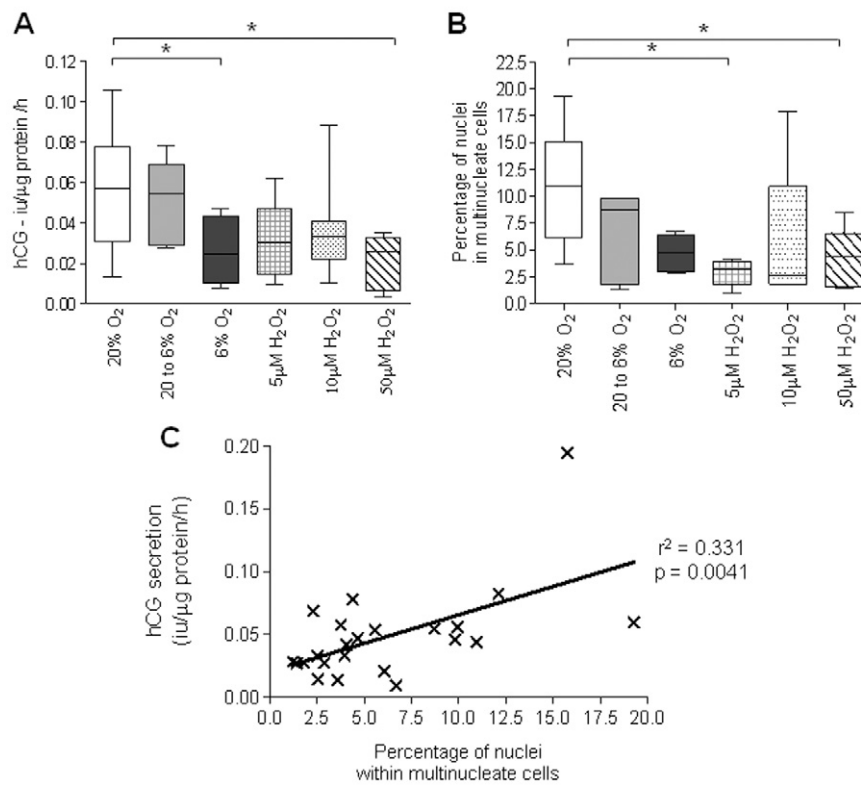 A
*
*
hCG - iu/µg protein /h
0.12
0.10
0.08
0.06
0.04
0.02
0.00
20% O2
20 to 6% O2
6% O2
5µM H2O2
10µM H2O2
50µM H2O2
B
*
*
Percentage of nuclei
in multinucleate cells
22.5
20.0
17.5
15.0
12.5
10.0
7.5
5.0
2.5
0.0
20% O2
20 to 6% O2
6% O2
5µM H2O2
10µM H2O2
50µM H2O2
C
hCG secretion
(iu/µg protein/h)
0.20
0.15
0.10
0.05
0.00
r2 = 0.331
p = 0.0041
0.0 2.5 5.0 7.5 10.0 12.5 15.0 17.5 20.0
Percentage of nuclei
within multinucleate cells